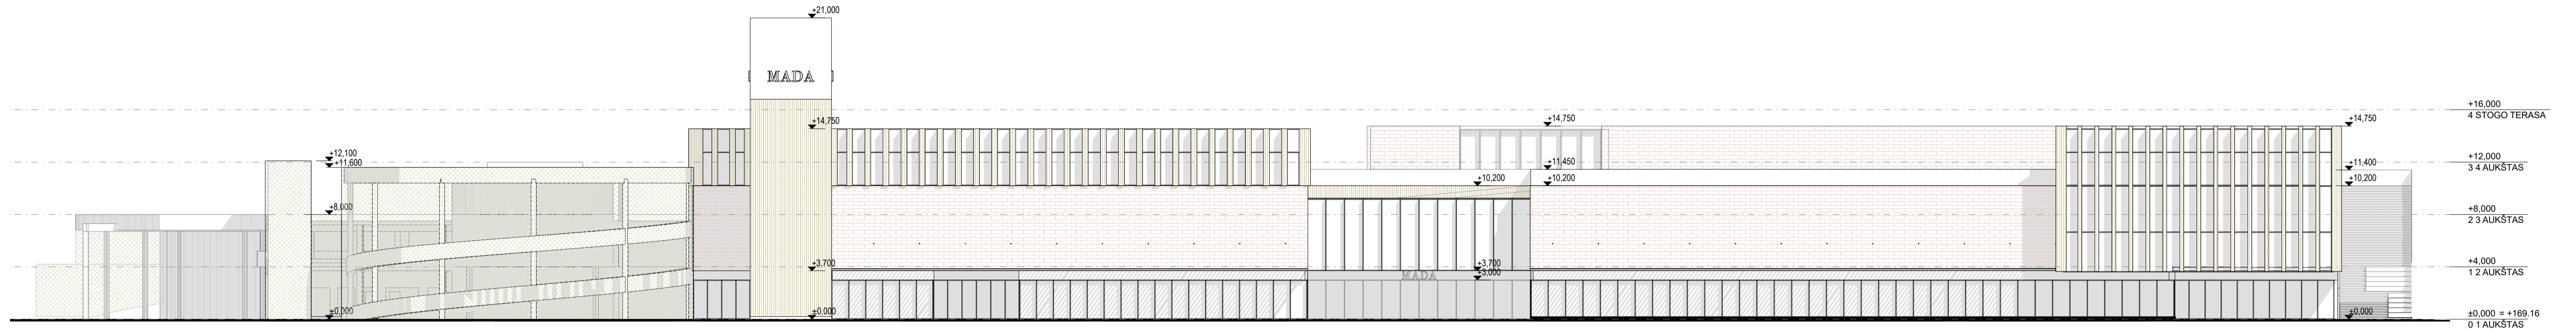 +21,000
MADA
+16,000
4 STOGO TERASA
+14,750
+14,750
+14,750
+12,100
+11,600
+11,450
+12,000
3 4 AUKŠTAS
+11,400
+10,200
+10,200
+10,200
+8,000
+8,000
2 3 AUKŠTAS
+3,700
+3,700
MADA
+3,000
+4,000
1 2 AUKŠTAS
±0,000
±0,000
±0,000
±0,000 = +169.16
0 1 AUKŠTAS